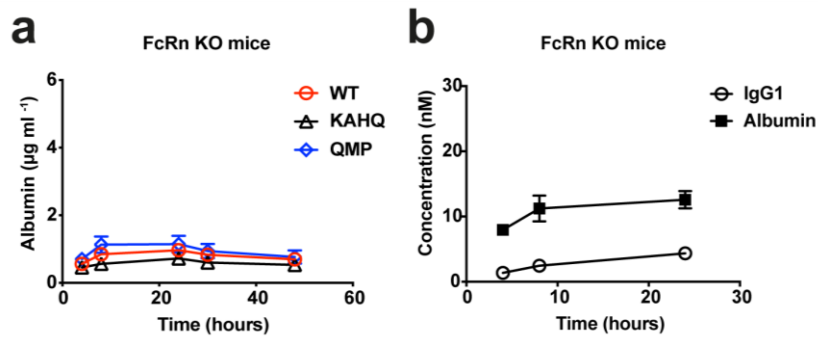 a
FcRn KO mice
Albumin (µg ml -1)
6
4
2
0
0
20
40
60
Time (hours)
WT
KAHQ
QMP
b
FcRn KO mice
Concentration (nM)
30
20
10
0
0
10
20
30
Time (hours)
IgG1
Albumin